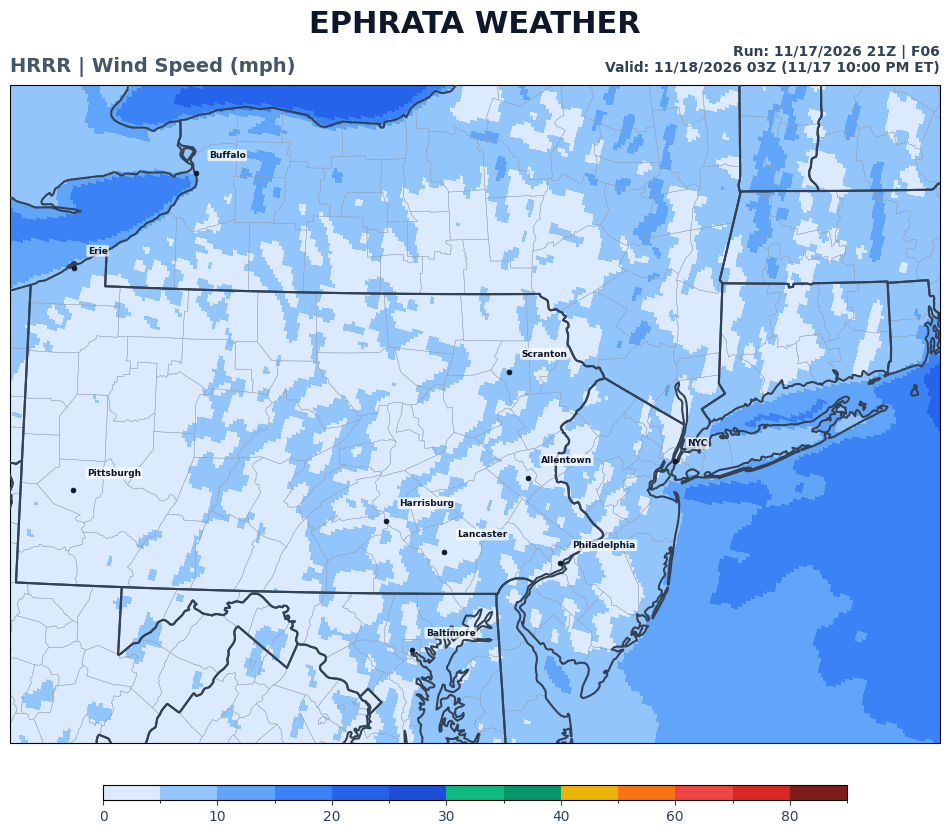 EPHRATA WEATHER
HRRR | Wind Speed (mph)
Run: 11/17/2026 21Z | F06
Valid: 11/18/2026 03Z (11/17 10:00 PM ET)
Buffalo
Erie
Scranton
NYC
Allentown
Pittsburgh
Harrisburg
Lancaster
Philadelphia
Baltimore
0 10 20 30 40 50 60 70 80